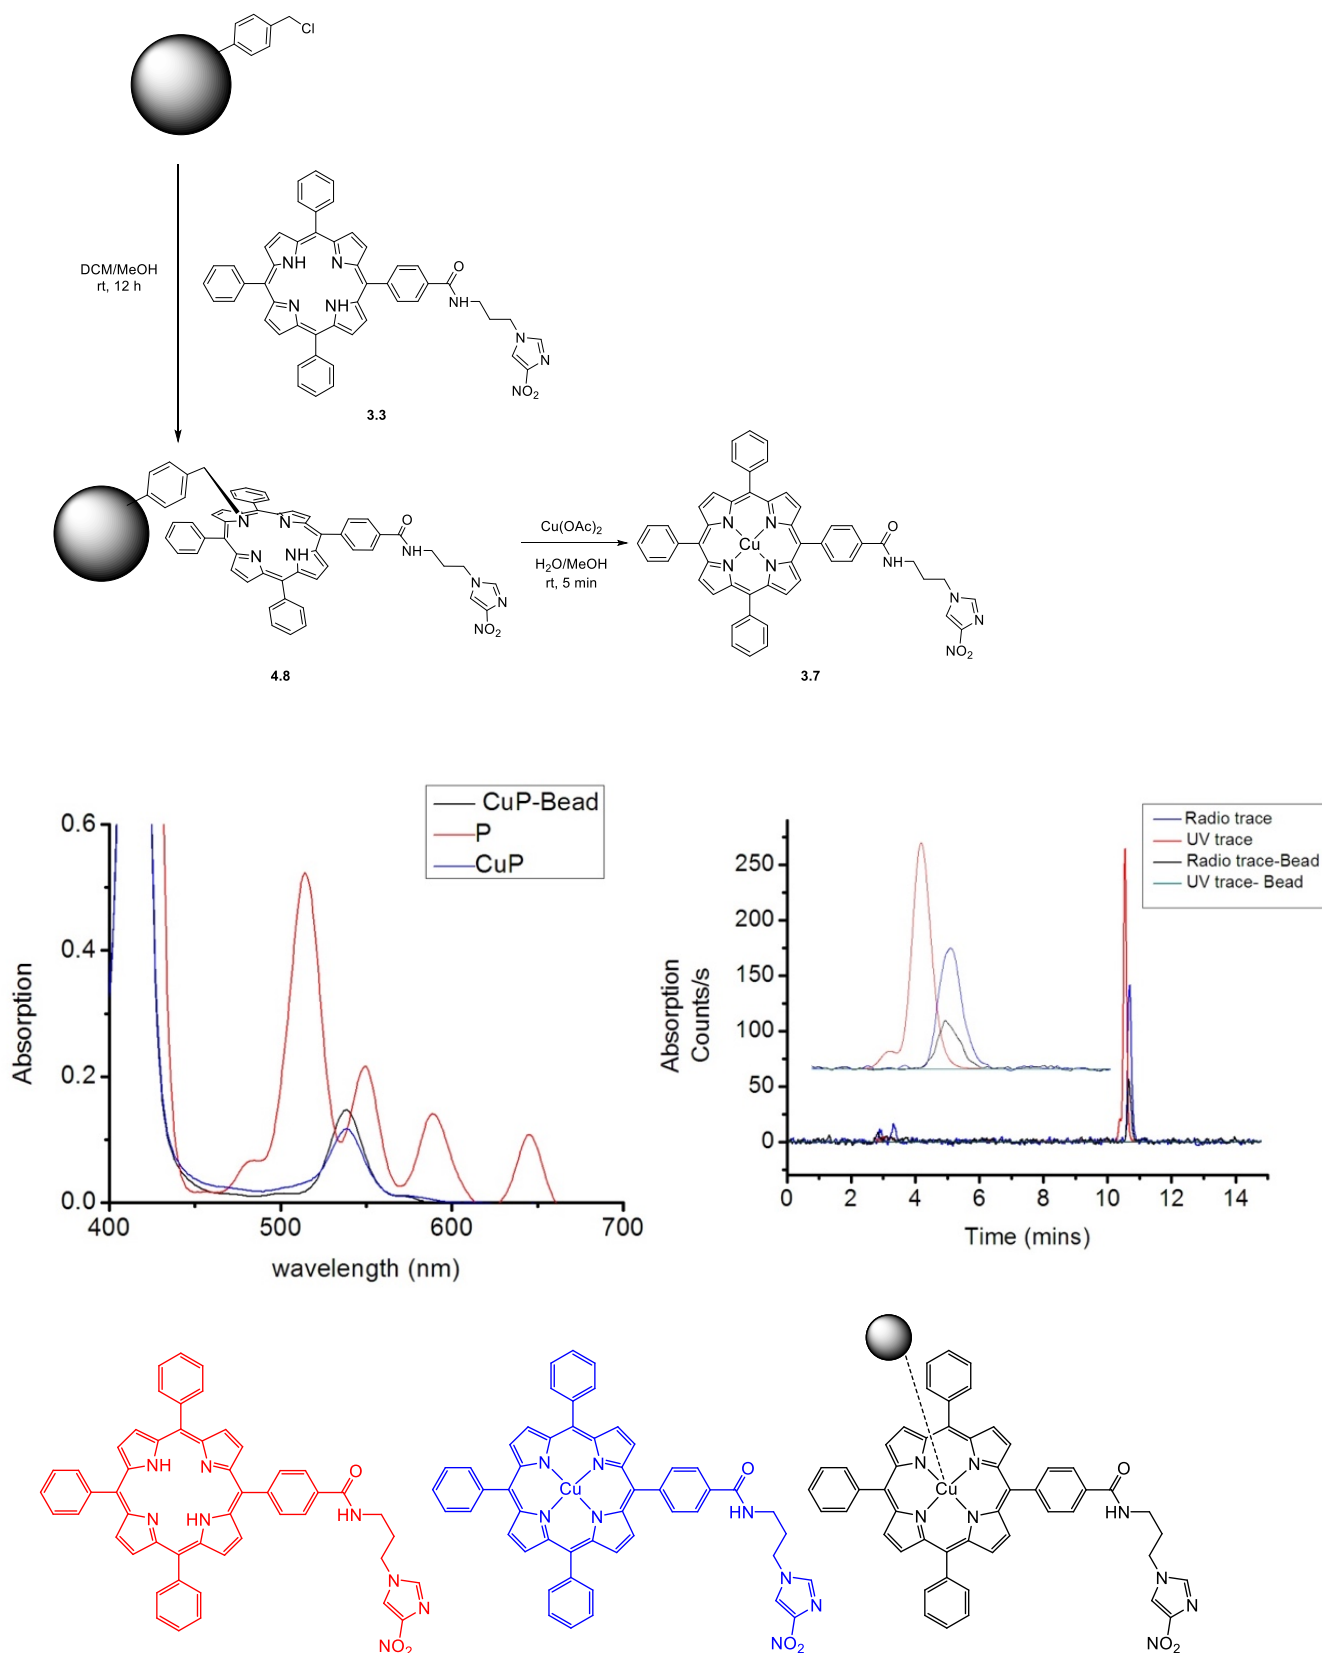 Cl
DCM/MeOH
rt, 12 h
NH
N
N
NH
O
NH
N
N
NO₂
3.3
N
N
N
NH
O
NH
N
N
NO₂
4.8
Cu(OAc)₂
H₂O/MeOH
rt, 5 min
N
N
Cu
N
N
O
NH
N
N
NO₂
3.7
CuP-Bead
P
CuP
0.6
0.4
0.2
0.0
Absorption
400
500
600
700
wavelength (nm)
Radio trace
UV trace
Radio trace-Bead
UV trace- Bead
250
200
150
100
50
0
Absorption
Counts/s
0
2
4
6
8
10
12
14
Time (mins)
NH
N
N
HN
O
NH
N
N
NO₂
N
N
Cu
N
N
O
NH
N
N
NO₂
N
N
Cu
N
N
O
NH
N
N
NO₂